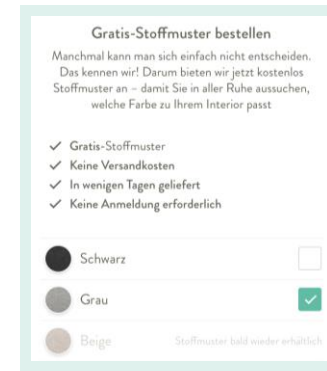 Gratis-Stoffmuster bestellen
Manchmal kann man sich einfach nicht entscheiden.
Das kennen wir! Darum bieten wir jetzt kostenlos
Stoffmuster an – damit Sie in aller Ruhe aussuchen,
welche Farbe zu Ihrem Interior passt
Gratis-Stoffmuster
Keine Versandkosten
In wenigen Tagen geliefert
Keine Anmeldung erforderlich
Schwarz
Grau
Beige Stoffmuster bald wieder erhältlich